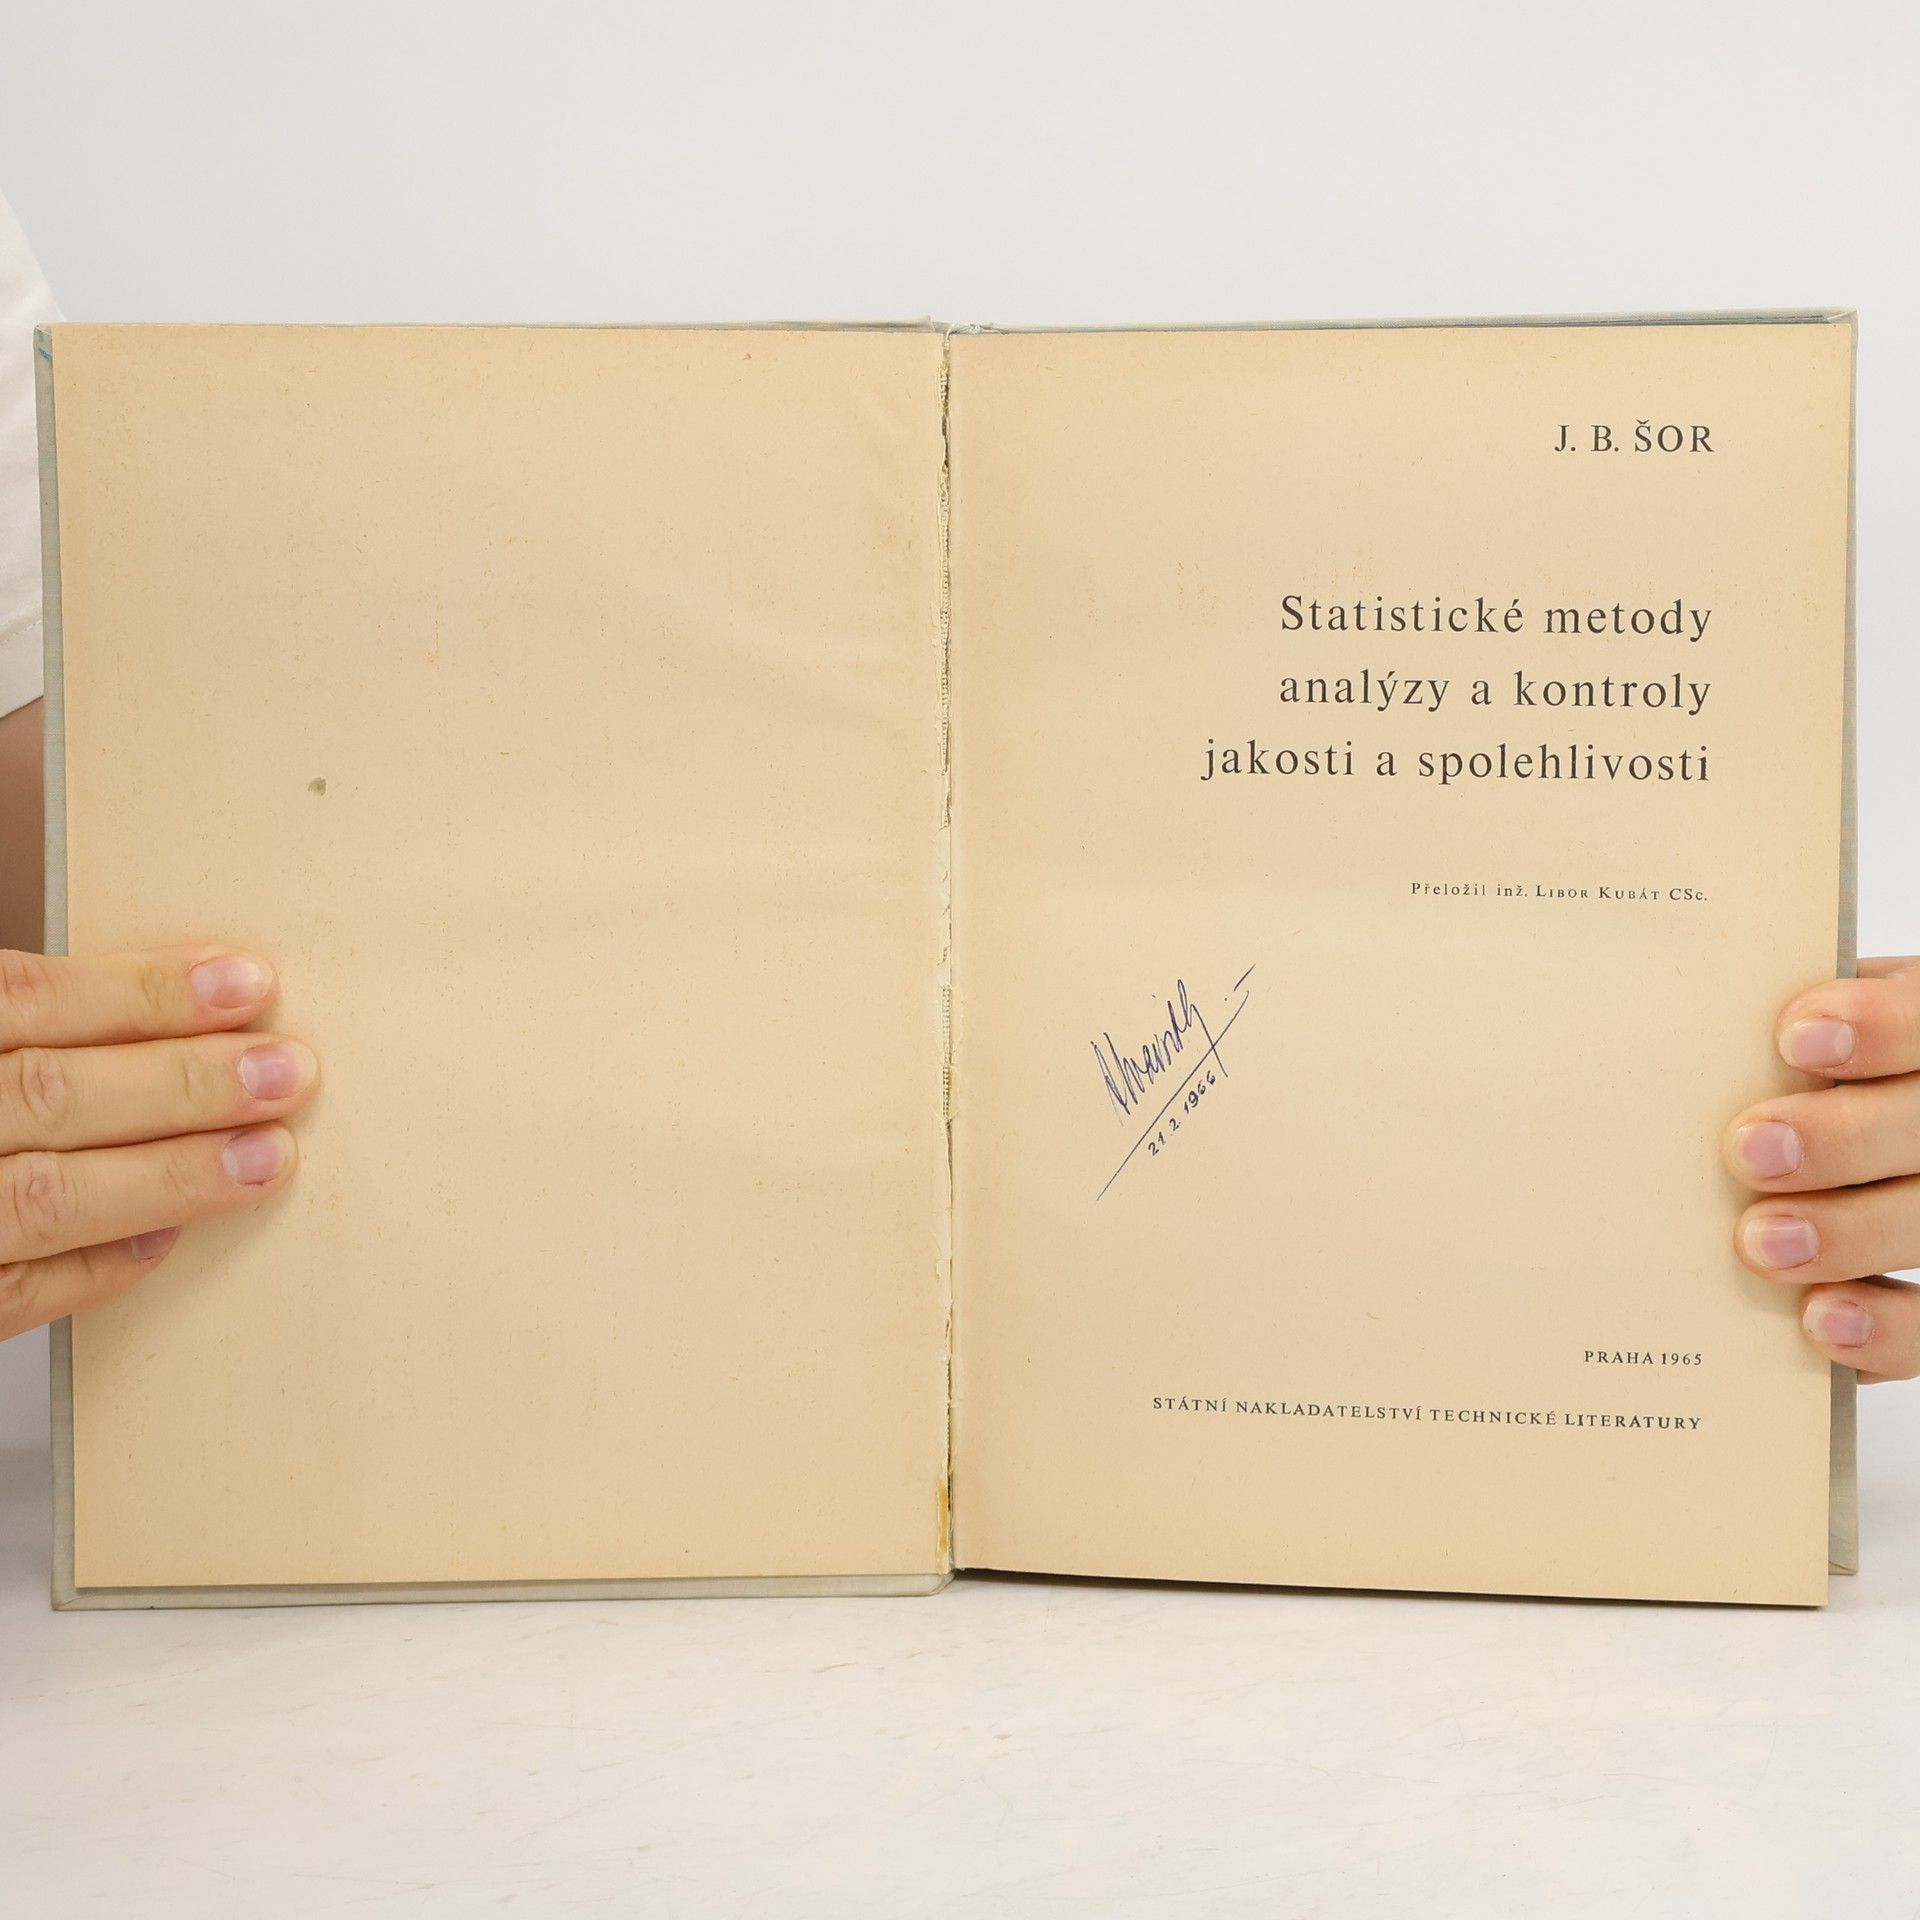 J. B. ŠOR
Statistické metody
analýzy a kontroly
jakosti a spolehlivosti
Přeložil inž. LIBOR KUBÁT CSc.
21. 2. 1966
PRAHA 1965
STÁTNÍ NAKLADATELSTVÍ TECHNICKÉ LITERATURY